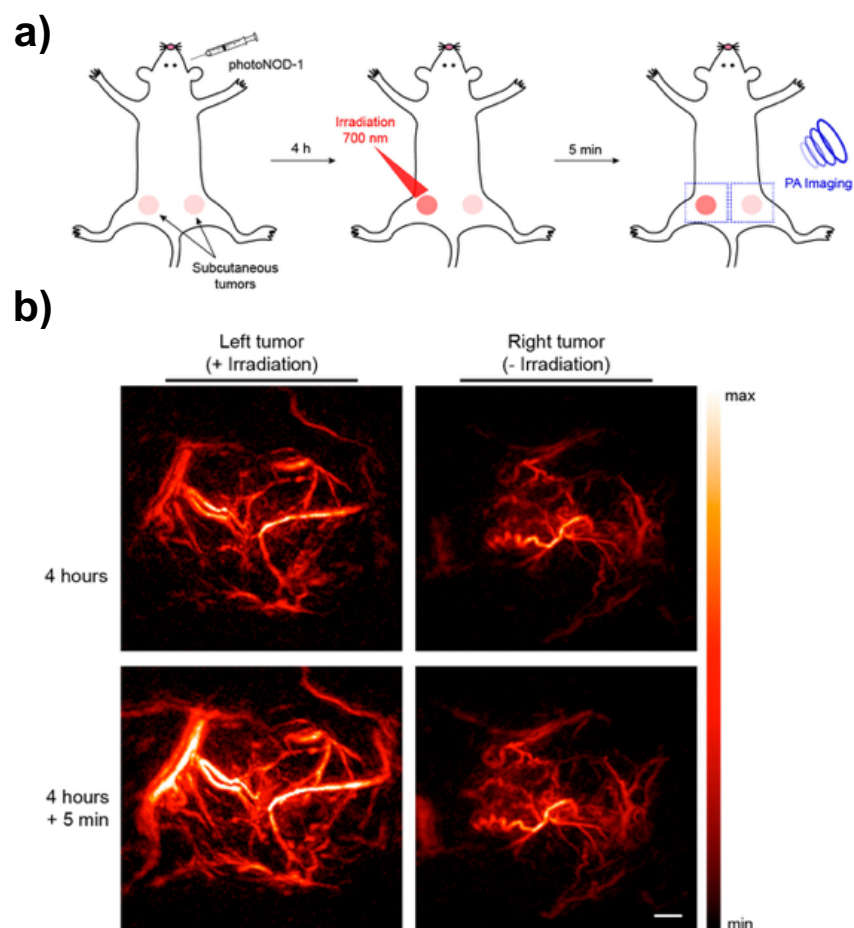 a)
photoNOD-1
Irradiation
700 nm
4 h
5 min
PA Imaging
Subcutaneous
tumors
b)
Left tumor
(+ Irradiation)
Right tumor
(- Irradiation)
max
4 hours
4 hours
+ 5 min
min